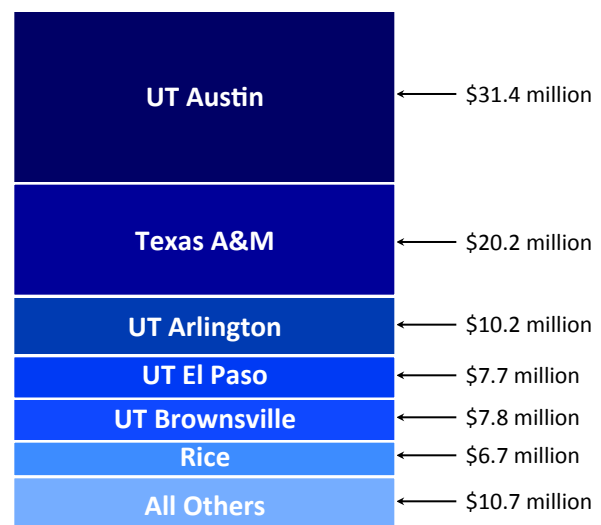 UT Austin $31.4 million
Texas A&M $20.2 million
UT Arlington $10.2 million
UT El Paso $7.7 million
UT Brownsville $7.8 million
Rice $6.7 million
All Others $10.7 million